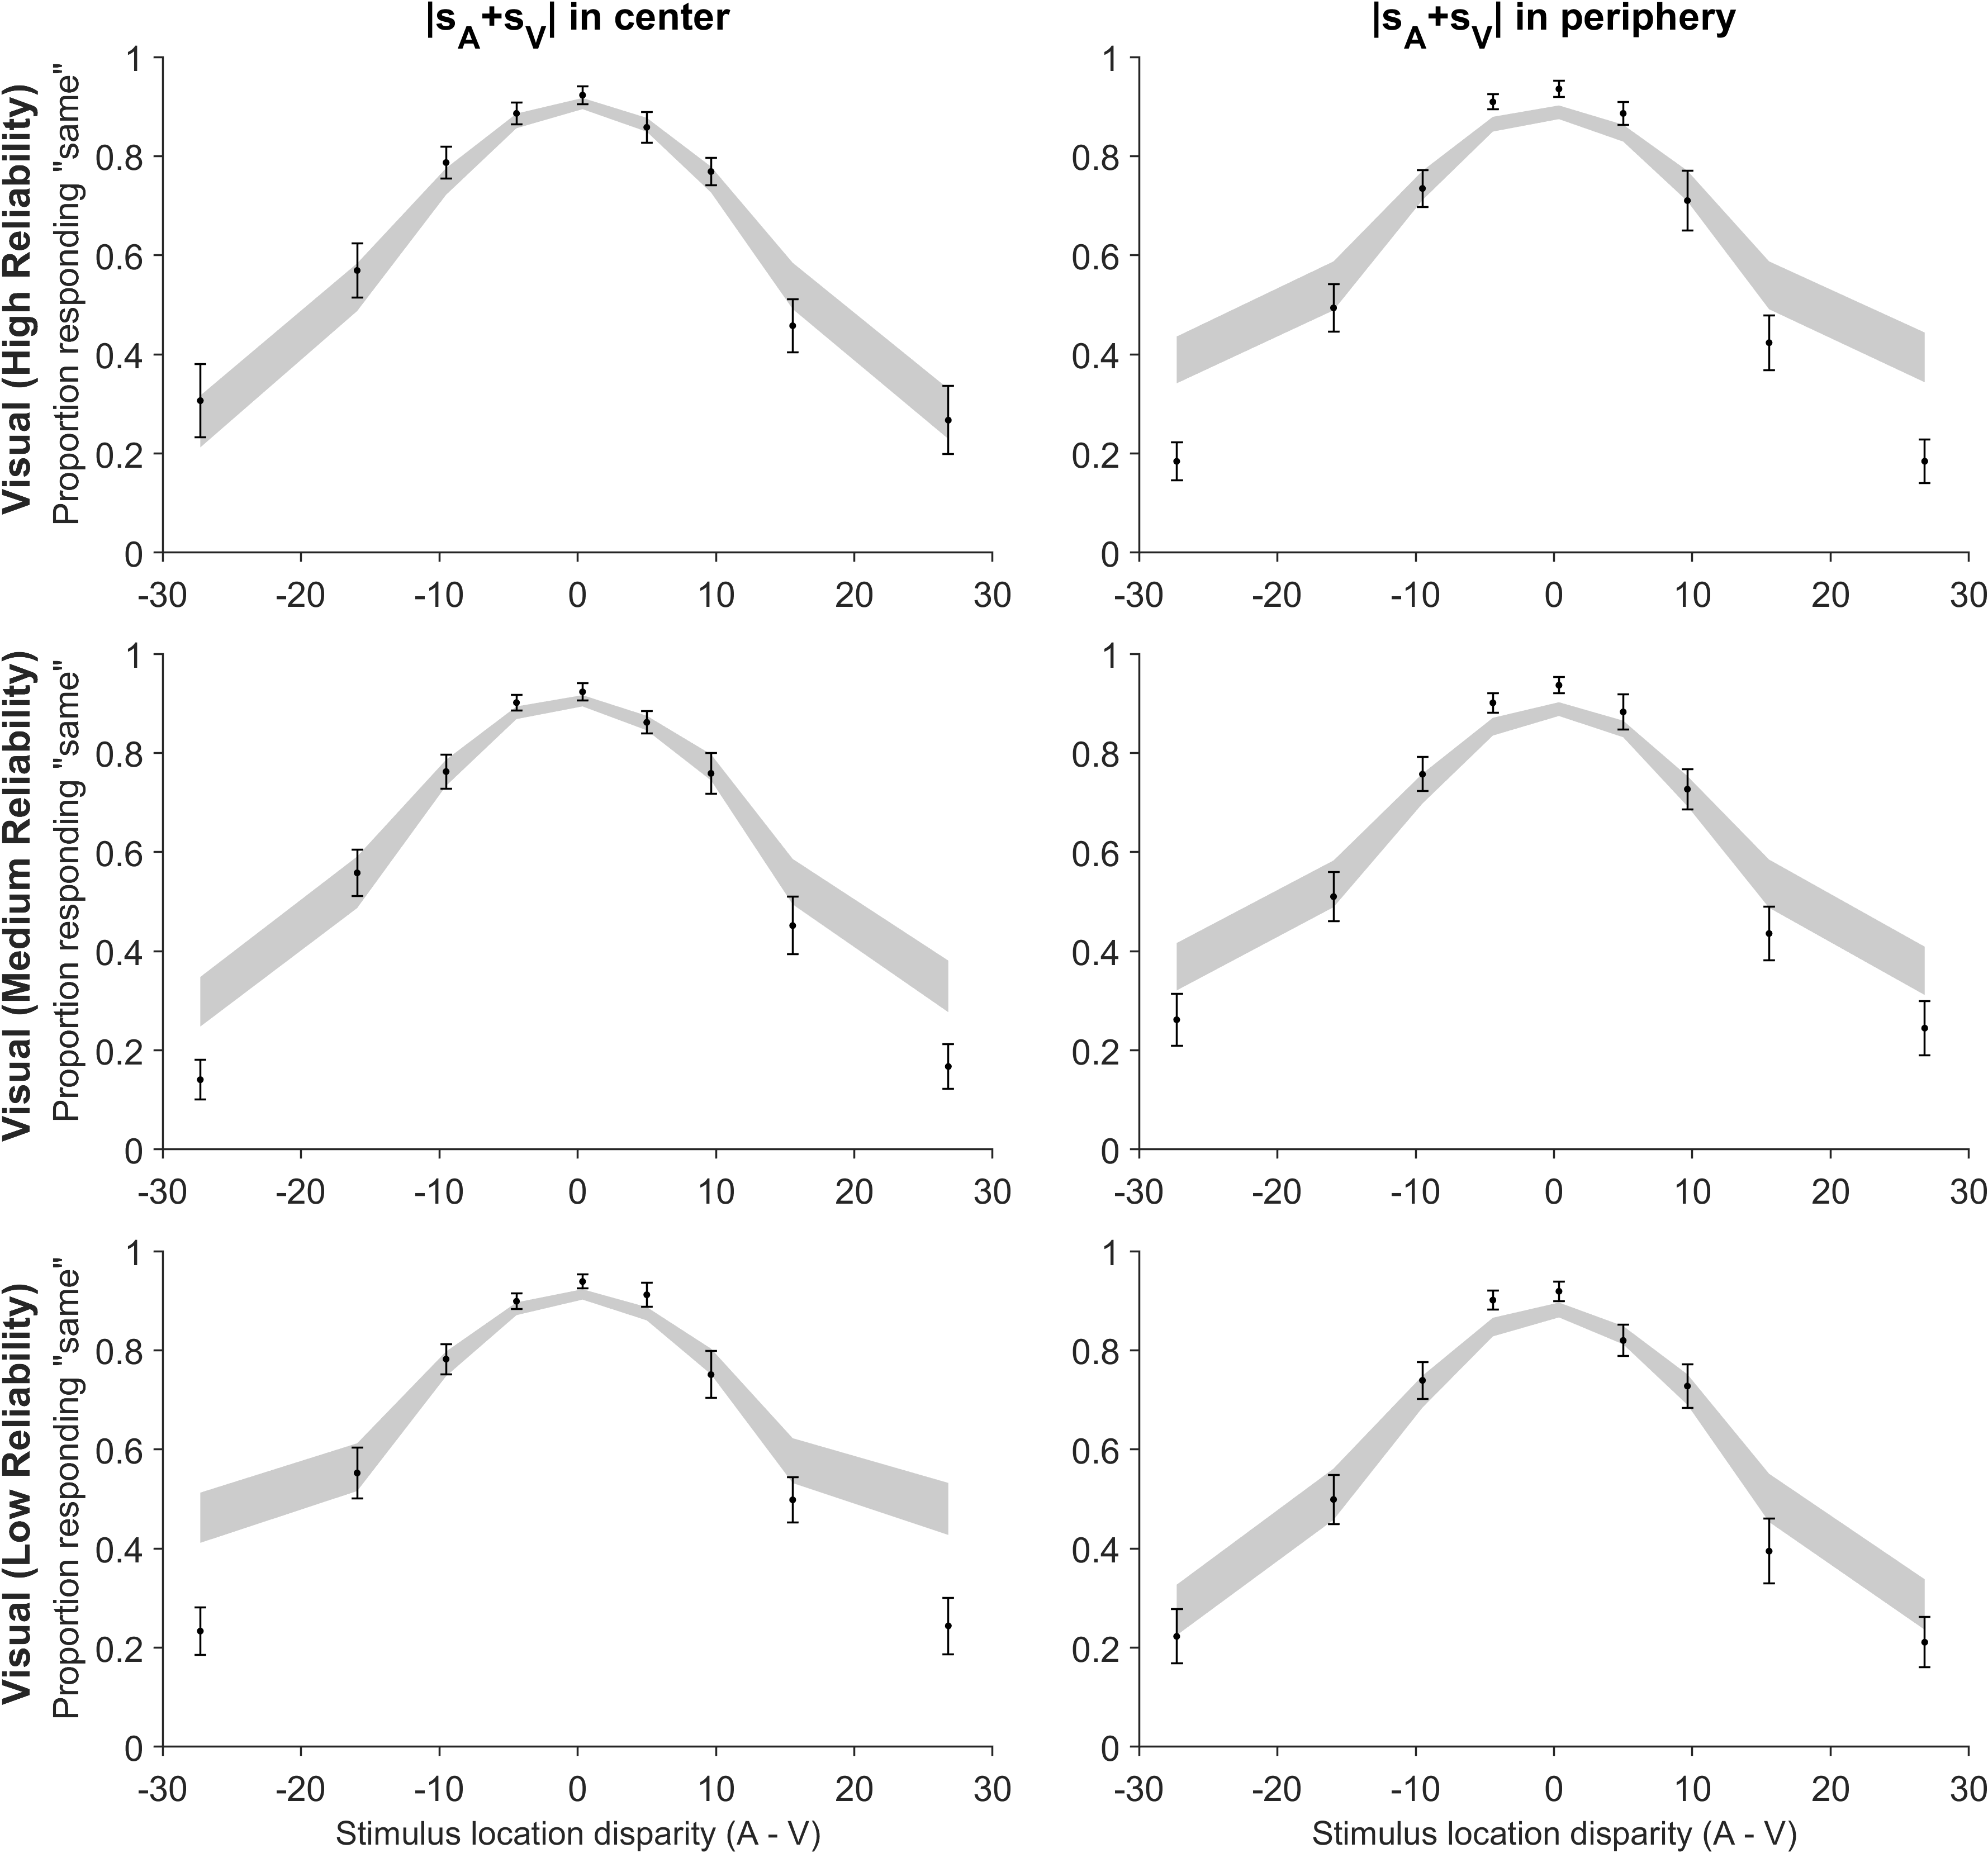 |sA+sV| in center
|sA+sV| in periphery
Visual (High Reliability)
Proportion responding "same"
1
0.8
0.6
0.4
0.2
0
-30 -20 -10 0 10 20 30
1
0.8
0.6
0.4
0.2
0
-30 -20 -10 0 10 20 30
Visual (Medium Reliability)
Proportion responding "same"
1
0.8
0.6
0.4
0.2
0
-30 -20 -10 0 10 20 30
1
0.8
0.6
0.4
0.2
0
-30 -20 -10 0 10 20 30
Visual (Low Reliability)
Proportion responding "same"
1
0.8
0.6
0.4
0.2
0
-30 -20 -10 0 10 20 30
Stimulus location disparity (A - V)
1
0.8
0.6
0.4
0.2
0
-30 -20 -10 0 10 20 30
Stimulus location disparity (A - V)